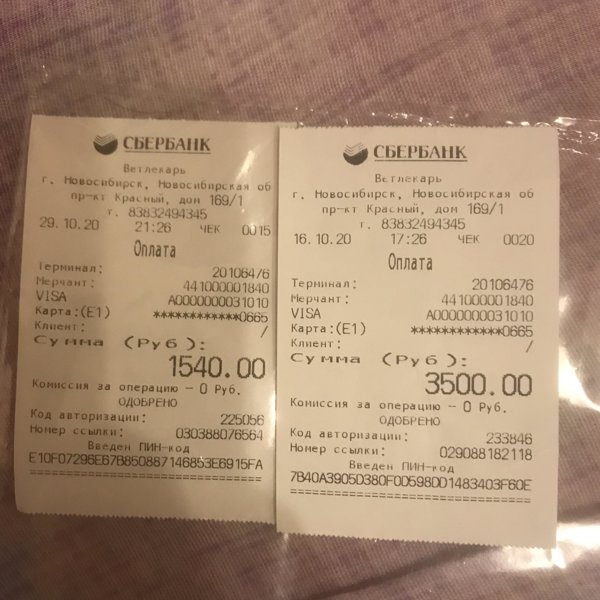 СБЕРБАНК
Ветлекарь
г. Новосибирск, Новосибирская об
пр-кт Красный, дом 169/1
т. 83832494345
29.10.20 21:26 ЧЕК 0015
Оплата
Терминал: 20106476
Мерчант: 441000001840
VISA A0000000031010
Карта:(E1) ************0665
Клиент: /
Сумма (Руб):
1540.00
Комиссия за операцию – 0 Руб.
ОДОБРЕНО
Код авторизации: 225056
Номер ссылки: 030388076564
Введен ПИН-код
E10F07296E67B850887146853E6915FA
==============================
СБЕРБАНК
Ветлекарь
г. Новосибирск, Новосибирская об
пр-кт Красный, дом 169/1
т. 83832494345
16.10.20 17:26 ЧЕК 0020
Оплата
Терминал: 20106476
Мерчант: 441000001840
VISA A0000000031010
Карта:(E1) ************0665
Клиент: /
Сумма (Руб):
3500.00
Комиссия за операцию – 0 Руб.
ОДОБРЕНО
Код авторизации: 233846
Номер ссылки: 029088182118
Введен ПИН-код
7B40A3905D380F0D598DD1483403F60E
==============================